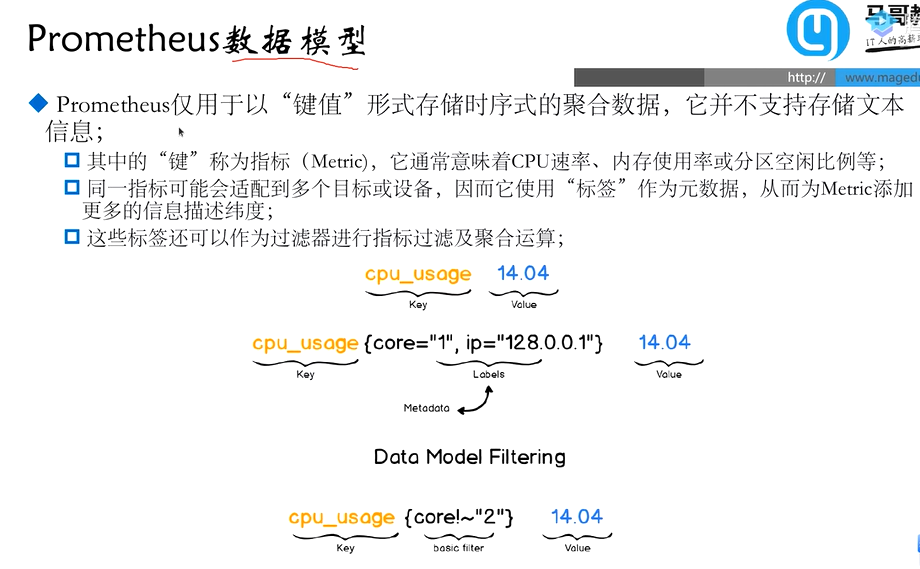 Prometheus数据模型
马哥教
IT人的高薪
http://
www.magedu
Prometheus仅用于以“键值”形式存储时序式的聚合数据，它并不支持存储文本
信息；
其中的“键”称为指标（Metric)，它通常意味着CPU速率、内存使用率或分区空闲比例等；
同一指标可能会适配到多个目标或设备，因而它使用“标签”作为元数据，从而为Metric添加
更多的信息描述纬度；
这些标签还可以作为过滤器进行指标过滤及聚合运算；
cpu_usage 14.04
Key Value
cpu_usage {core="1", ip="128.0.0.1"} 14.04
Key Labels Value
Metadata
Data Model Filtering
cpu_usage {core!~"2"} 14.04
Key basic filter Value